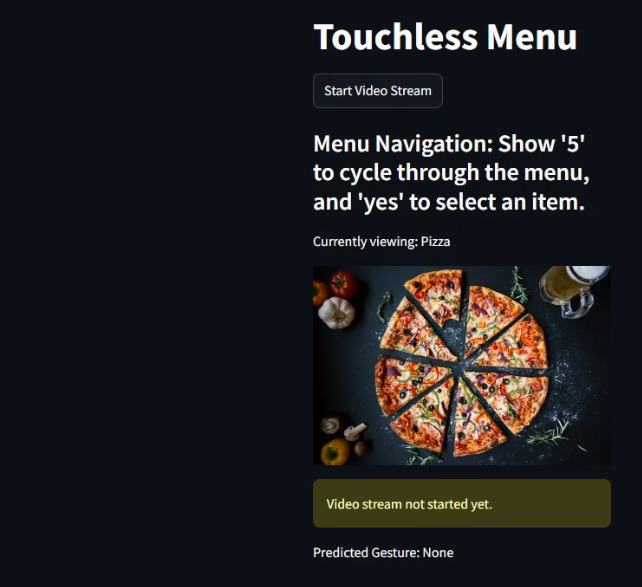 Touchless Menu
Start Video Stream
Menu Navigation: Show '5'
to cycle through the menu,
and 'yes' to select an item.
Currently viewing: Pizza
Video stream not started yet.
Predicted Gesture: None